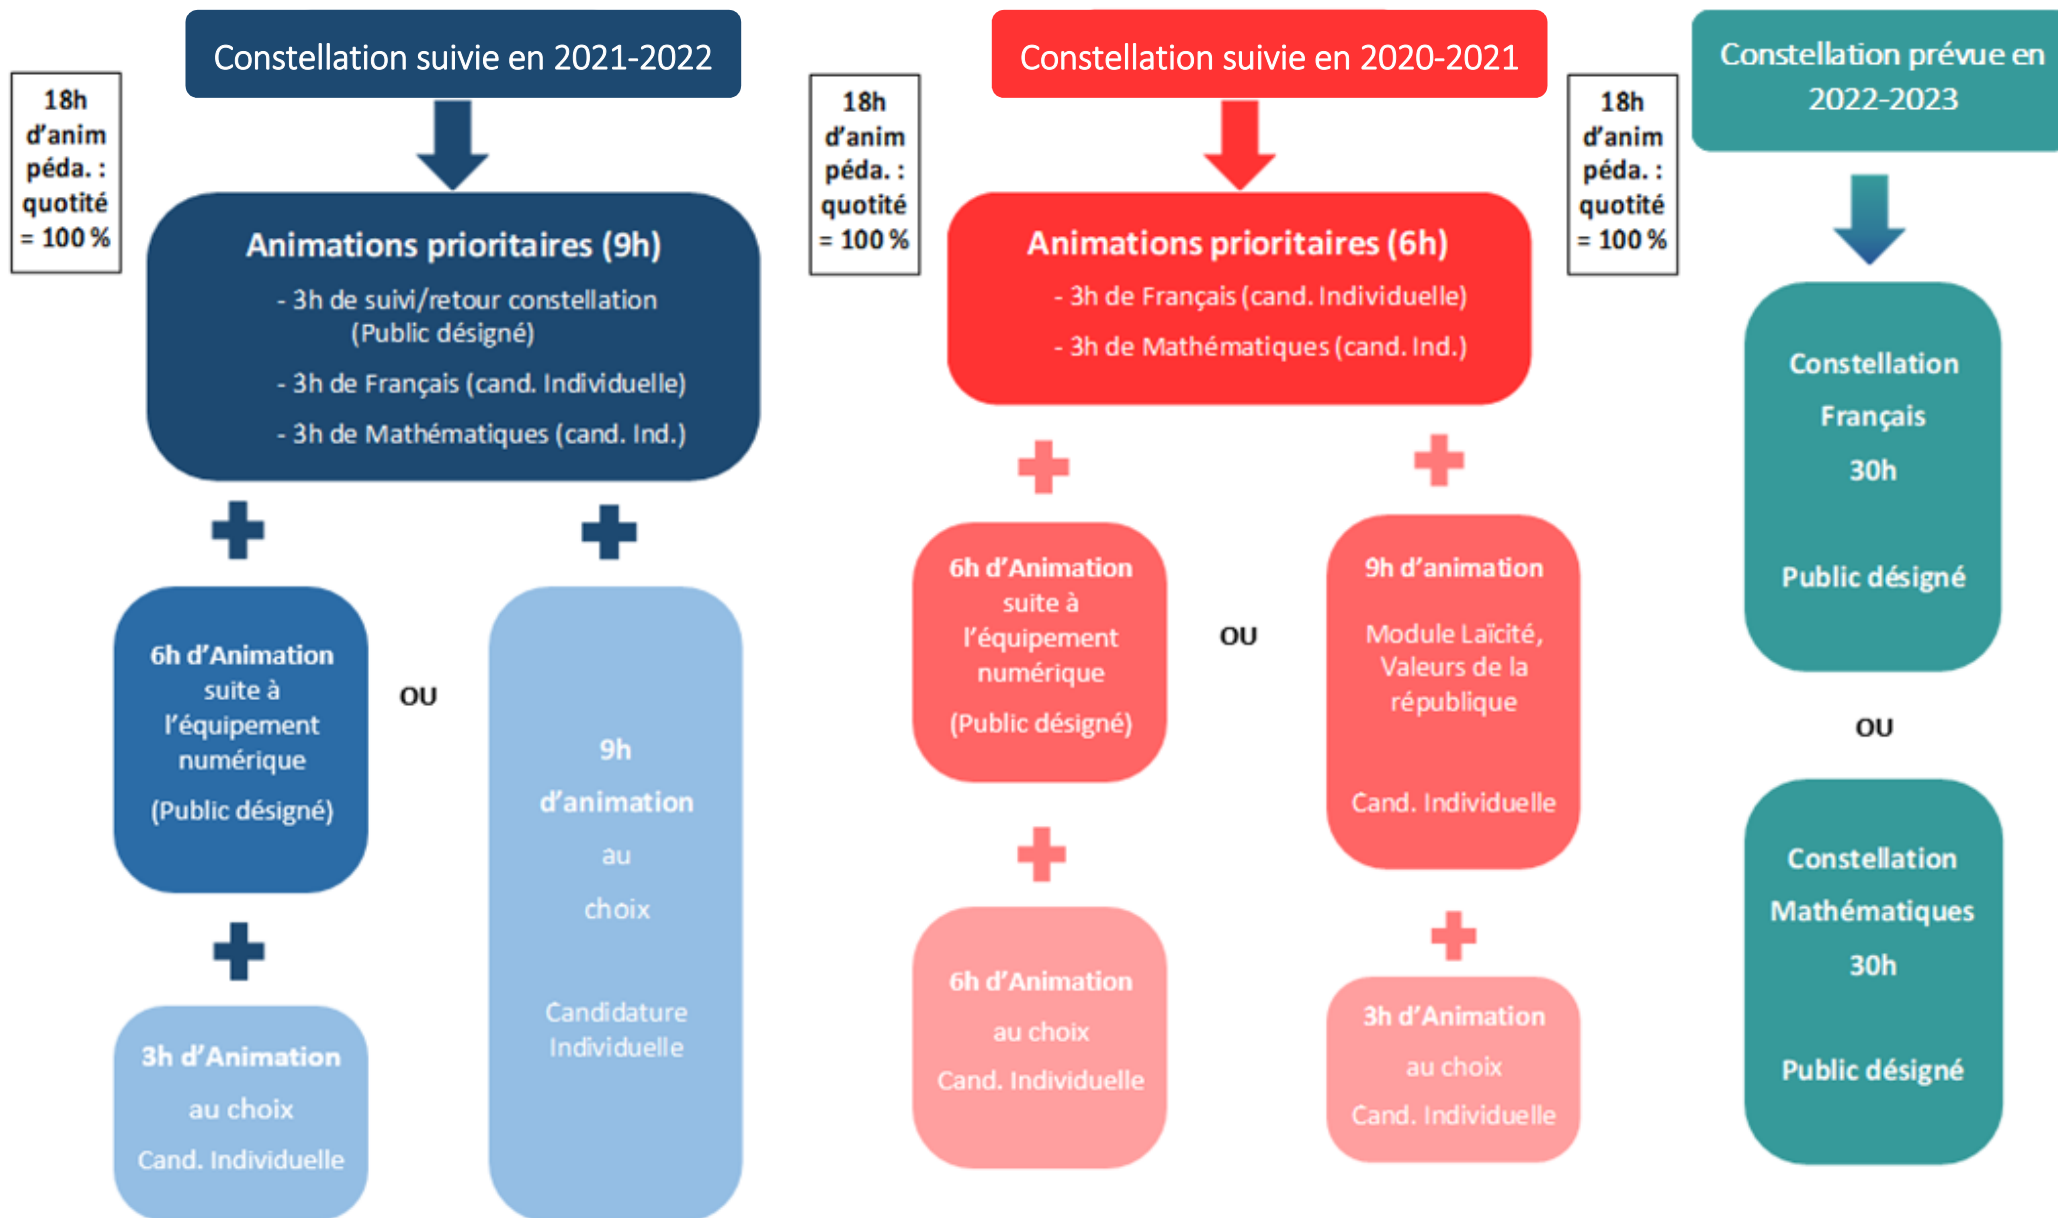 Constellation suivie en 2021-2022
18h
d’anim
péda. :
quotité
= 100 %
Animations prioritaires (9h)
- 3h de suivi/retour constellation
(Public désigné)
- 3h de Français (cand. Individuelle)
- 3h de Mathématiques (cand. Ind.)
6h d’Animation
suite à
l’équipement
numérique
(Public désigné)
OU
9h
d’animation
au
choix
Candidature
Individuelle
3h d’Animation
au choix
Cand. Individuelle
Constellation suivie en 2020-2021
18h
d’anim
péda. :
quotité
= 100 %
Animations prioritaires (6h)
- 3h de Français (cand. Individuelle)
- 3h de Mathématiques (cand. Ind.)
6h d’Animation
suite à
l’équipement
numérique
(Public désigné)
OU
9h d’animation
Module Laïcité,
Valeurs de la
république
Cand. Individuelle
6h d’Animation
au choix
Cand. Individuelle
3h d’Animation
au choix
Cand. Individuelle
Constellation prévue en
2022-2023
18h
d’anim
péda. :
quotité
= 100 %
Constellation
Français
30h
Public désigné
OU
Constellation
Mathématiques
30h
Public désigné